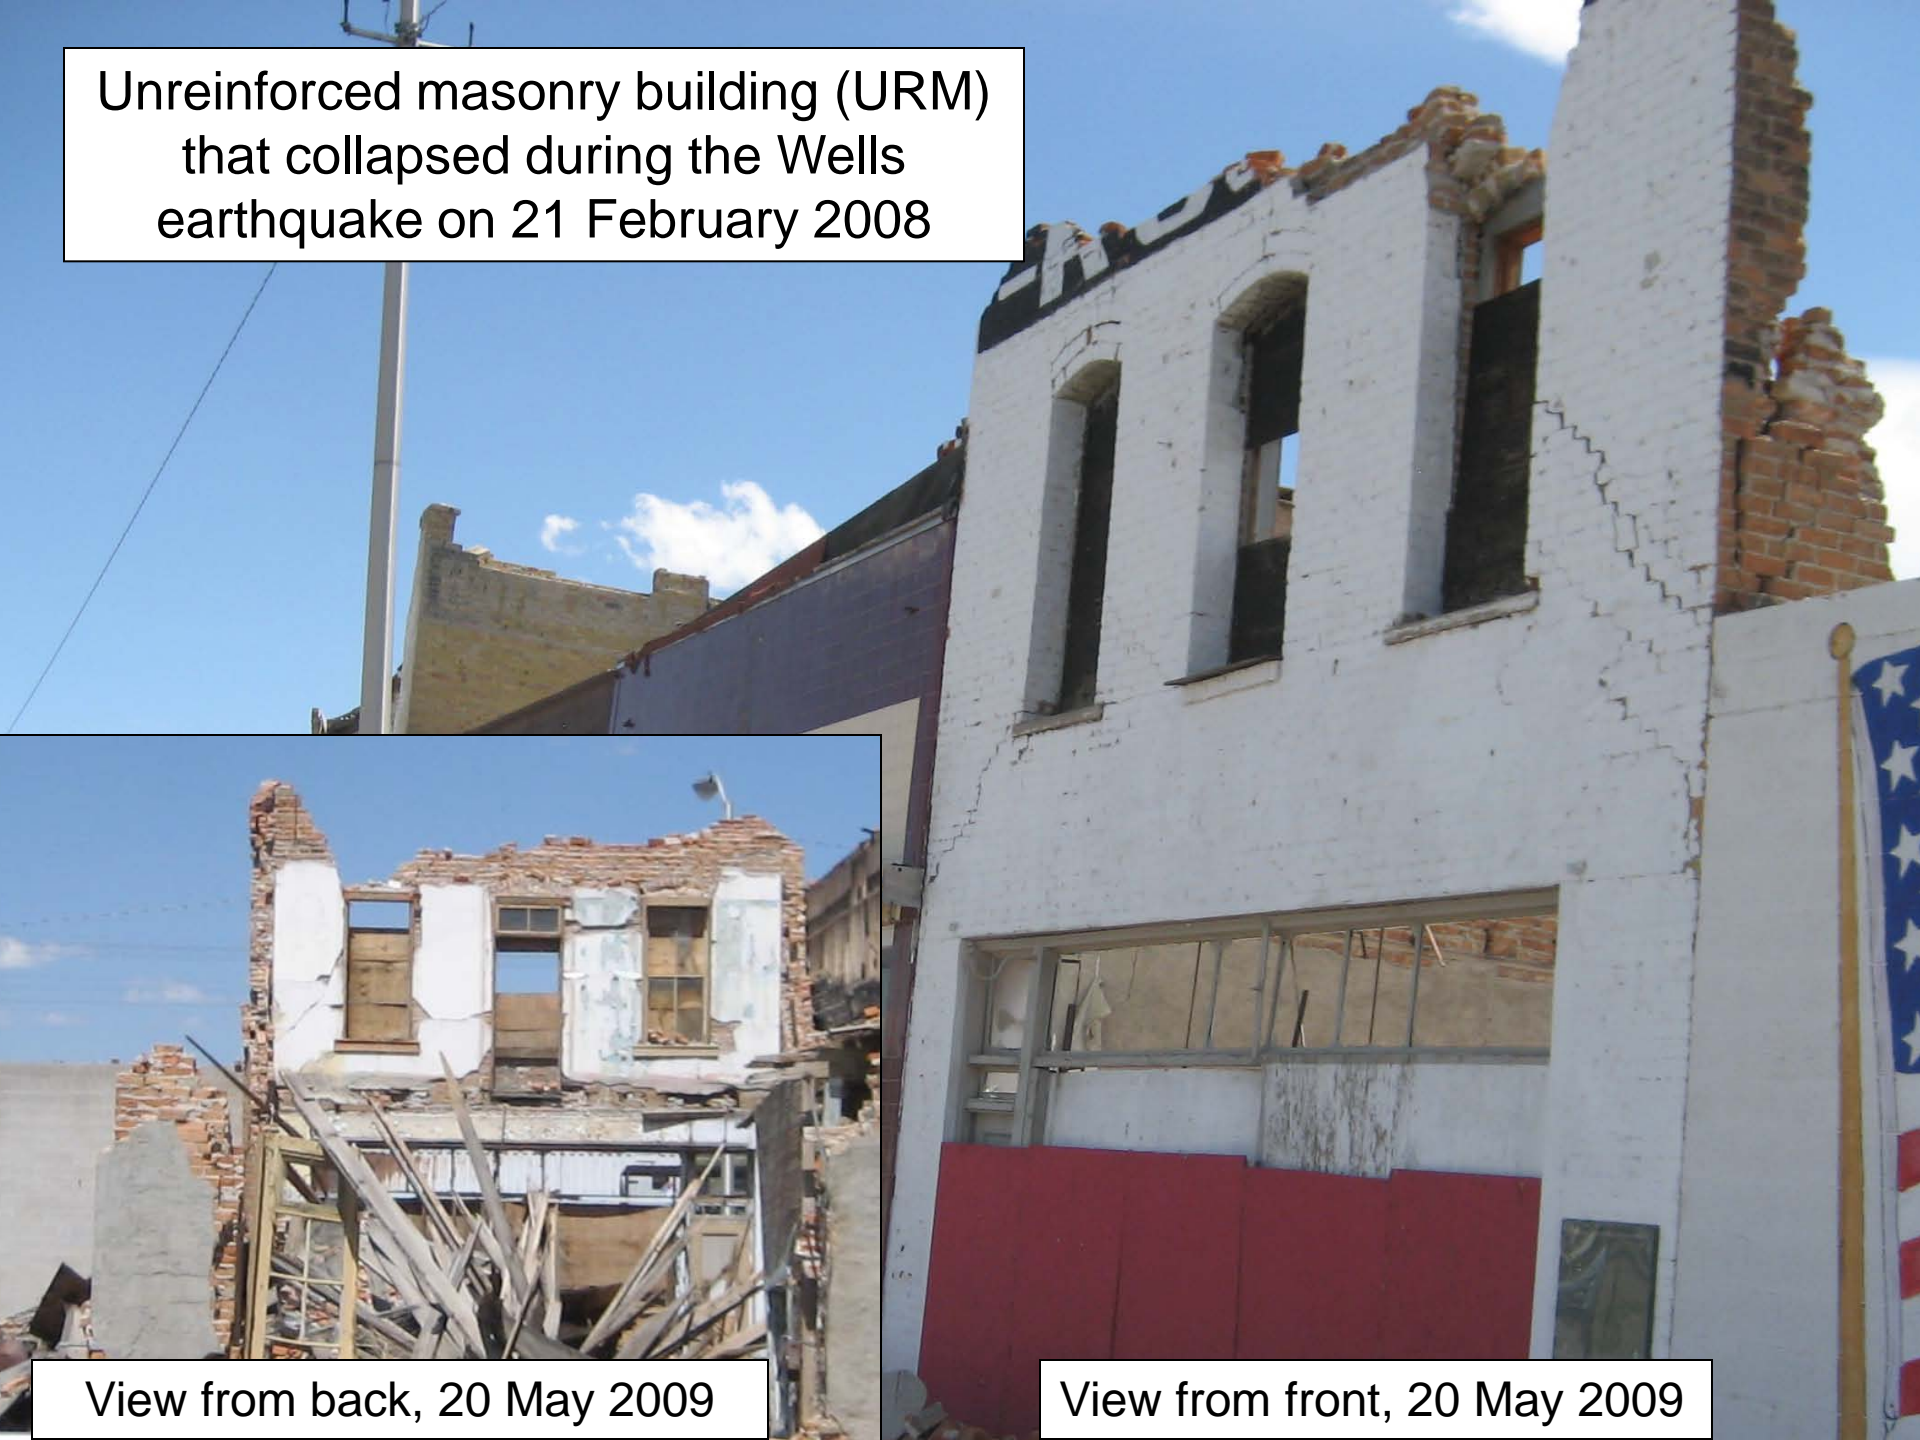 Unreinforced masonry building (URM)
that collapsed during the Wells
earthquake on 21 February 2008
View from back, 20 May 2009
View from front, 20 May 2009